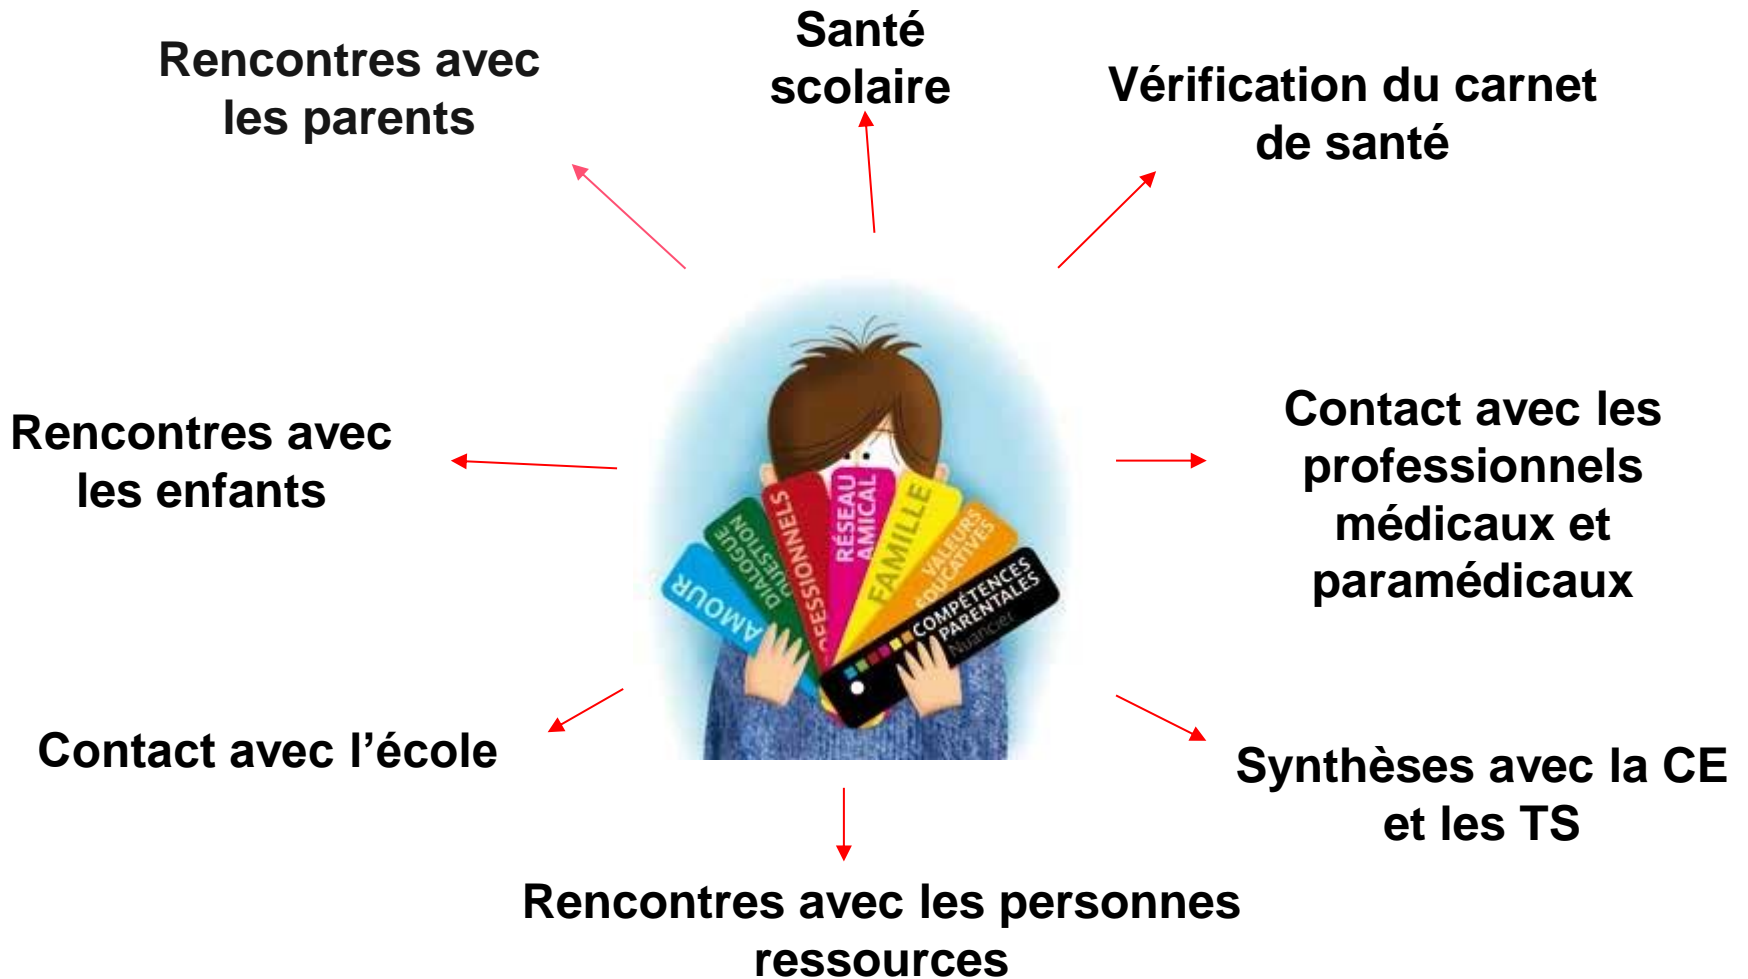 Santé
scolaire
Rencontres avec
les parents
Vérification du carnet
de santé
Rencontres avec
les enfants
Contact avec les
professionnels
médicaux et
paramédicaux
AMOUR
DIALOGUE
QUESTION
OFESSIONNELS
RÉSEAU
AMICAL
FAMILLE
VALEURS
ÉDUCATIVES
COMPÉTENCES
PARENTALES
Nuancier
Contact avec l’école
Synthèses avec la CE
et les TS
Rencontres avec les personnes
ressources